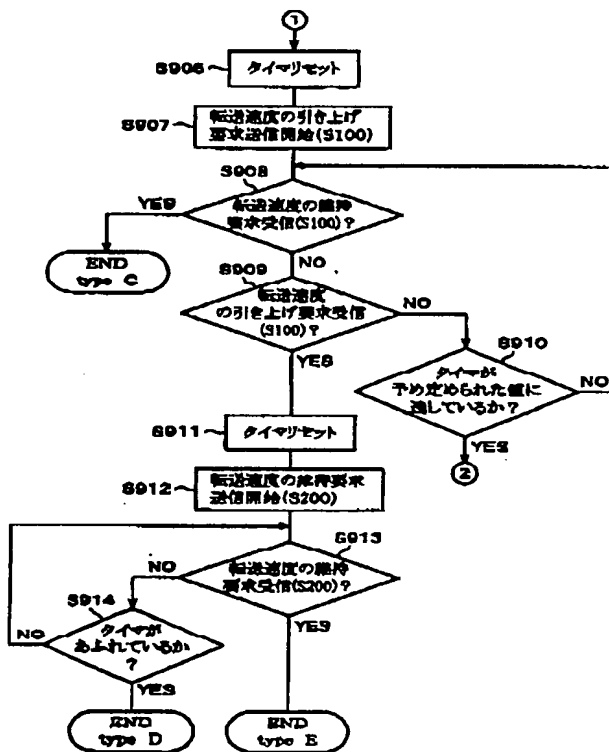 1
S906
タイマリセット
S907
転送速度の引き上げ
要求送信開始(S100)
S908
YES
転送速度の維持
要求受信(S100)?
END
type C
NO
S909
転送速度
の引き上げ要求受信
(S100)?
NO
YES
S910
タイマが
予め定められた値に
達しているか?
NO
YES
2
S911
タイマリセット
S912
転送速度の維持要求
送信開始(S200)
S913
NO
転送速度の維持
要求受信(S200)?
S914
YES
NO
タイマが
あふれているか
?
YES
END
type D
END
type E